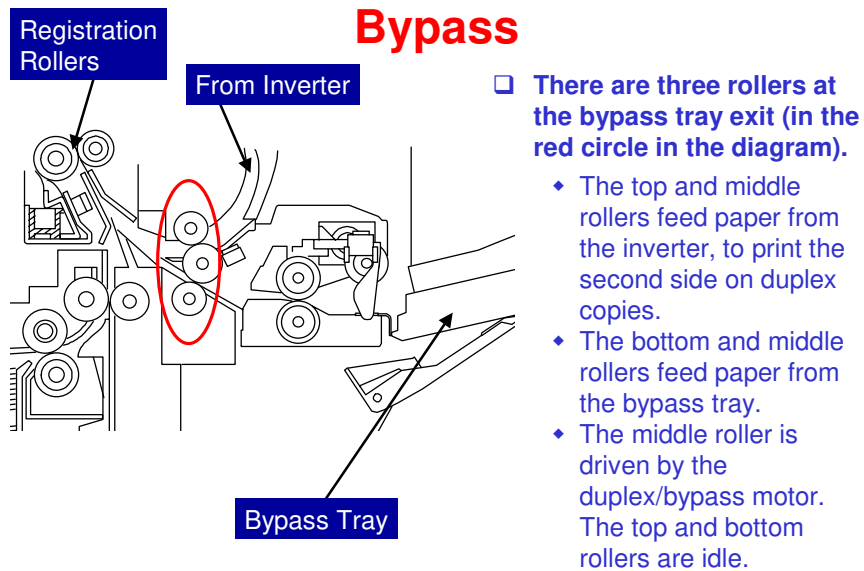 Bypass
Registration
Rollers
From Inverter
❑ There are three rollers at
the bypass tray exit (in the
red circle in the diagram).
◆ The top and middle
rollers feed paper from
the inverter, to print the
second side on duplex
copies.
◆ The bottom and middle
rollers feed paper from
the bypass tray.
◆ The middle roller is
driven by the
duplex/bypass motor.
The top and bottom
rollers are idle.
Bypass Tray